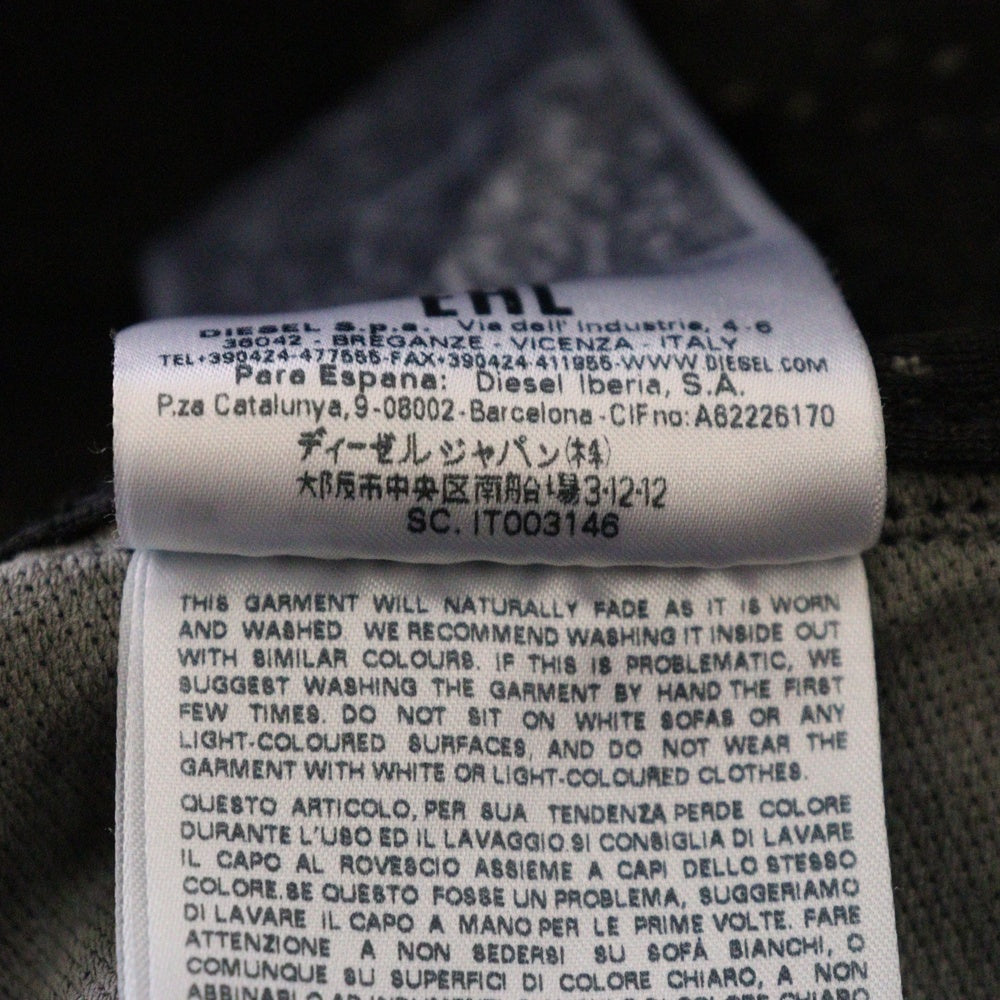 EAC
DIESEL S.p.a. Via dell' Industria, 4-6
36042 - BREGANZE - VICENZA - ITALY
TEL+390424-477555-FAX+390424-411955-WWW.DIESEL.COM
Para Espana: Diesel Iberia, S.A.
P.za Catalunya,9-08002-Barcelona-CIFno:A62226170
ディーゼル ジャパン(株)
大阪市中央区南船場3-12-12
SC. IT003146
THIS GARMENT WILL NATURALLY FADE AS IT IS WORN
AND WASHED. WE RECOMMEND WASHING IT INSIDE OUT
WITH SIMILAR COLOURS. IF THIS IS PROBLEMATIC, WE
SUGGEST WASHING THE GARMENT BY HAND THE FIRST
FEW TIMES. DO NOT SIT ON WHITE SOFAS OR ANY
LIGHT-COLOURED SURFACES, AND DO NOT WEAR THE
GARMENT WITH WHITE OR LIGHT-COLOURED CLOTHES.
QUESTO ARTICOLO, PER SUA TENDENZA PERDE COLORE
DURANTE L'USO ED IL LAVAGGIO.SI CONSIGLIA DI LAVARE
IL CAPO AL ROVESCIO ASSIEME A CAPI DELLO STESSO
COLORE.SE QUESTO FOSSE UN PROBLEMA, SUGGERIAMO
DI LAVARE IL CAPO A MANO PER LE PRIME VOLTE. FARE
ATTENZIONE A NON SEDERSI SU SOFÀ BIANCHI, O
COMUNQUE SU SUPERFICI DI COLORE CHIARO, A NON